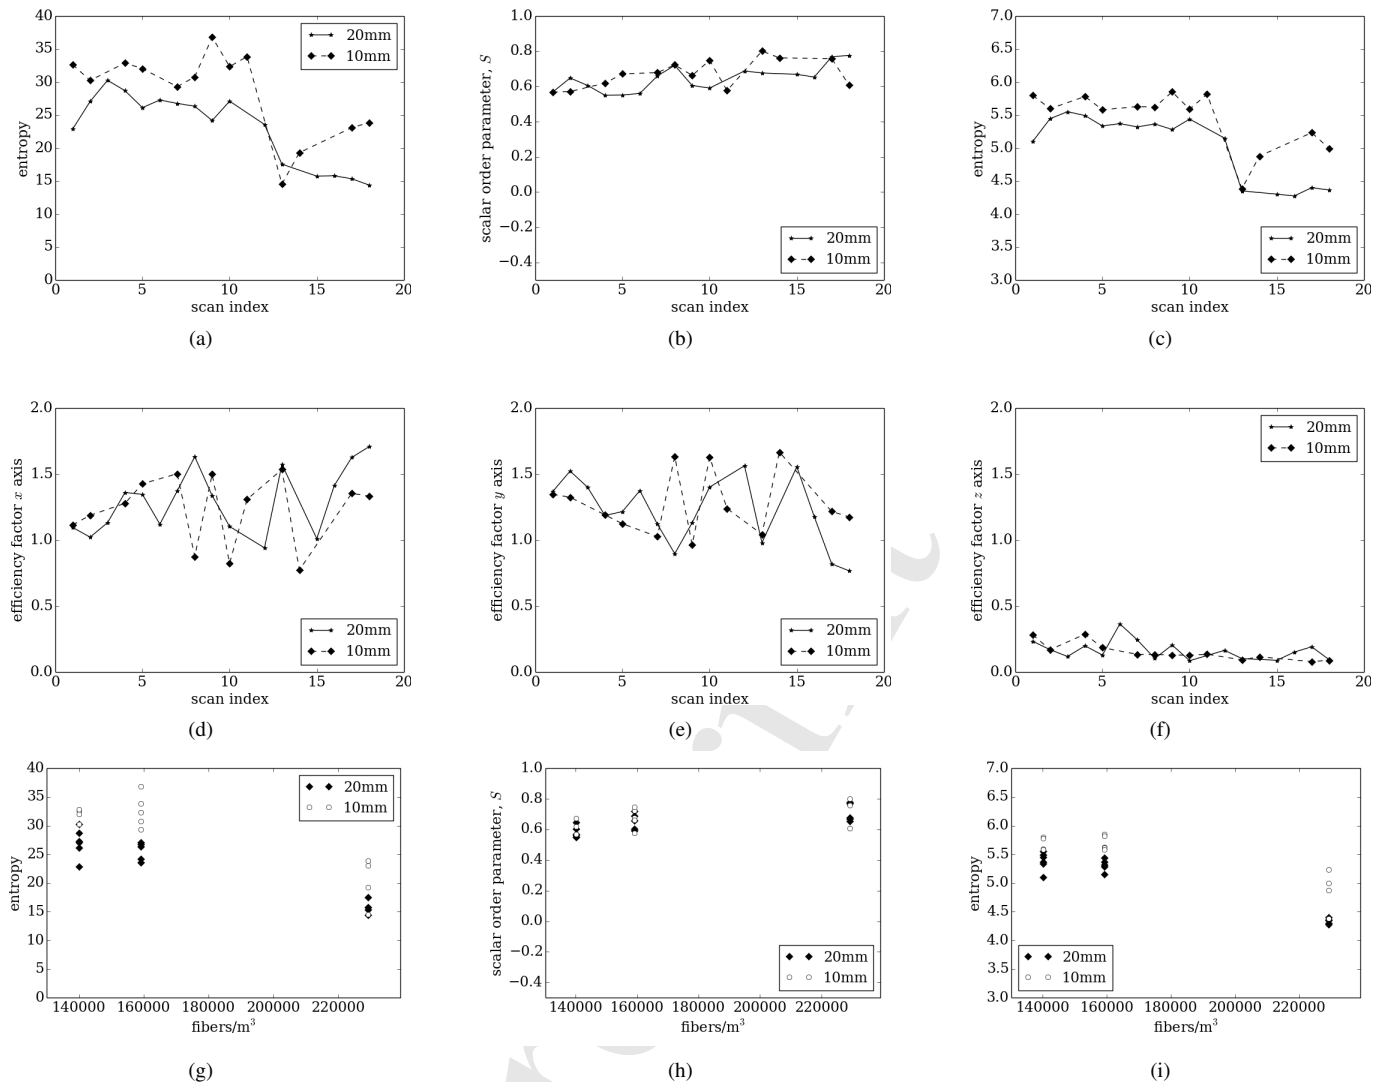 40
35
30
25
20
15
10
5
0
entropy
20mm
10mm
0 5 10 15 20
scan index
(a)
1.0
0.8
0.6
0.4
0.2
0.0
−0.2
−0.4
scalar order parameter, S
20mm
10mm
0 5 10 15 20
scan index
(b)
7.0
6.5
6.0
5.5
5.0
4.5
4.0
3.5
3.0
entropy
20mm
10mm
0 5 10 15 20
scan index
(c)
2.0
1.5
1.0
0.5
0.0
efficiency factor x axis
20mm
10mm
0 5 10 15 20
scan index
(d)
2.0
1.5
1.0
0.5
0.0
efficiency factor y axis
20mm
10mm
0 5 10 15 20
scan index
(e)
2.0
1.5
1.0
0.5
0.0
efficiency factor z axis
20mm
10mm
0 5 10 15 20
scan index
(f)
40
35
30
25
20
15
10
5
0
entropy
20mm
10mm
140000 160000 180000 200000 220000
fibers/m³
(g)
1.0
0.8
0.6
0.4
0.2
0.0
−0.2
−0.4
scalar order parameter, S
20mm
10mm
140000 160000 180000 200000 220000
fibers/m³
(h)
7.0
6.5
6.0
5.5
5.0
4.5
4.0
3.5
3.0
entropy
20mm
10mm
140000 160000 180000 200000 220000
fibers/m³
(i)